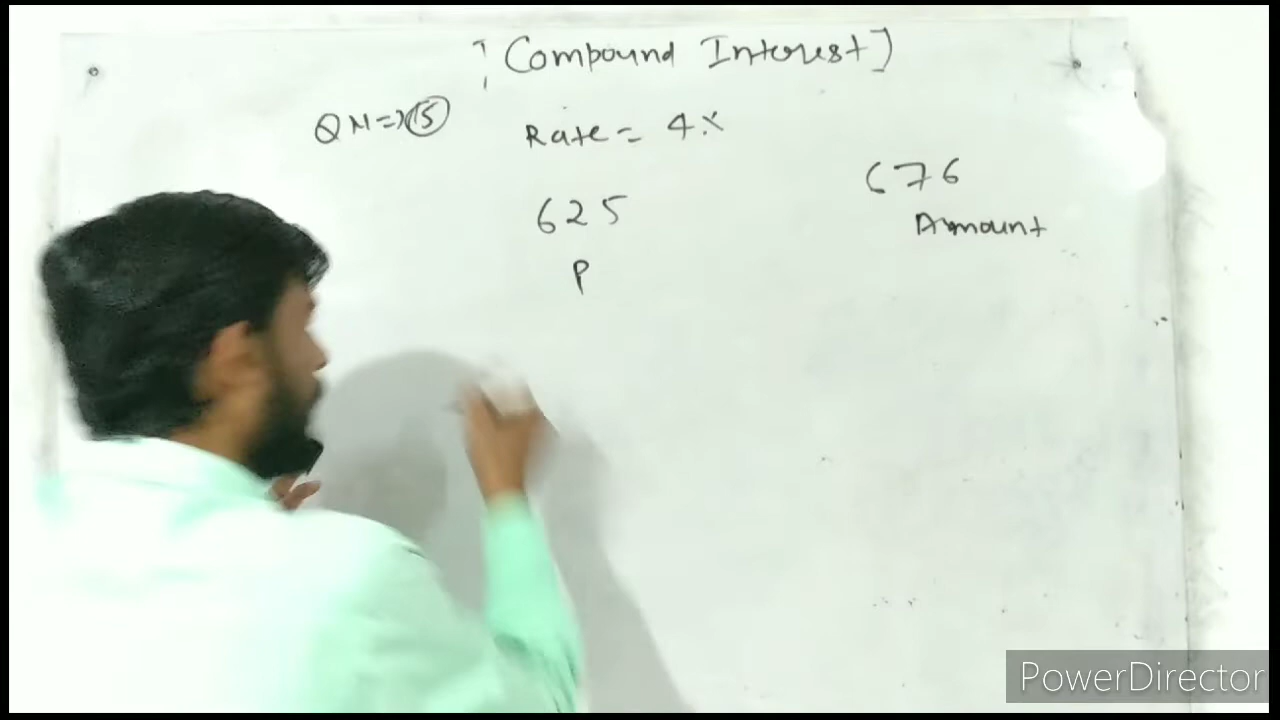 [Compound Interest]
QN=>15
Rate = 4%
625
676
P
Amount
PowerDirector